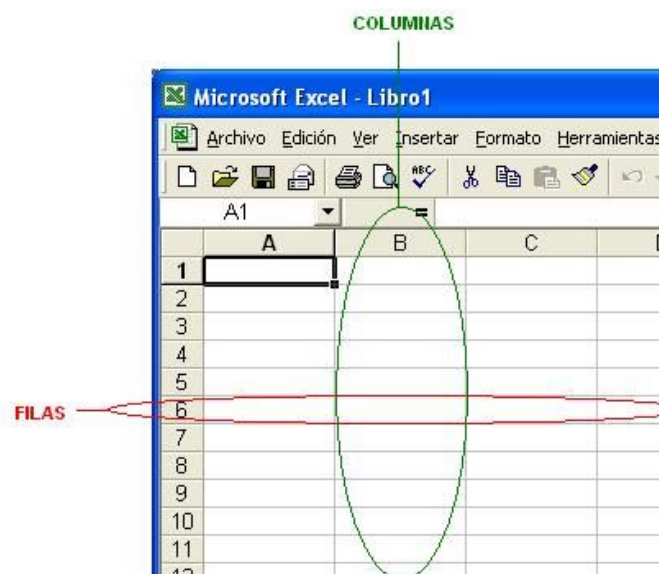 COLUMNAS
Microsoft Excel - Libro1
Archivo Edición Ver Insertar Formato Herramientas
ABC
A1 =
A B C
1
2
3
4
5
FILAS 6
7
8
9
10
11